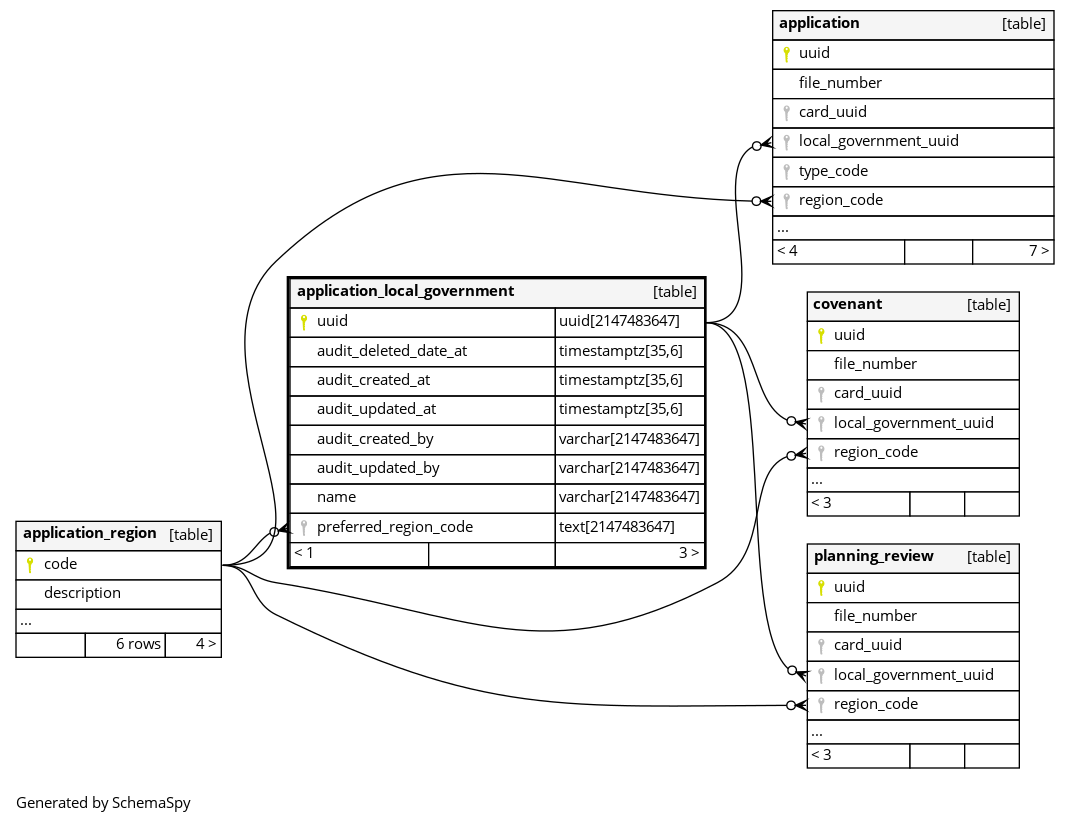 application [table]
uuid
file_number
card_uuid
local_government_uuid
type_code
region_code
...
< 4 7 >
application_local_government [table]
uuid uuid[2147483647]
audit_deleted_date_at timestamptz[35,6]
audit_created_at timestamptz[35,6]
audit_updated_at timestamptz[35,6]
audit_created_by varchar[2147483647]
audit_updated_by varchar[2147483647]
name varchar[2147483647]
preferred_region_code text[2147483647]
< 1 3 >
covenant [table]
uuid
file_number
card_uuid
local_government_uuid
region_code
...
< 3
application_region [table]
code
description
...
6 rows 4 >
planning_review [table]
uuid
file_number
card_uuid
local_government_uuid
region_code
...
< 3
Generated by SchemaSpy